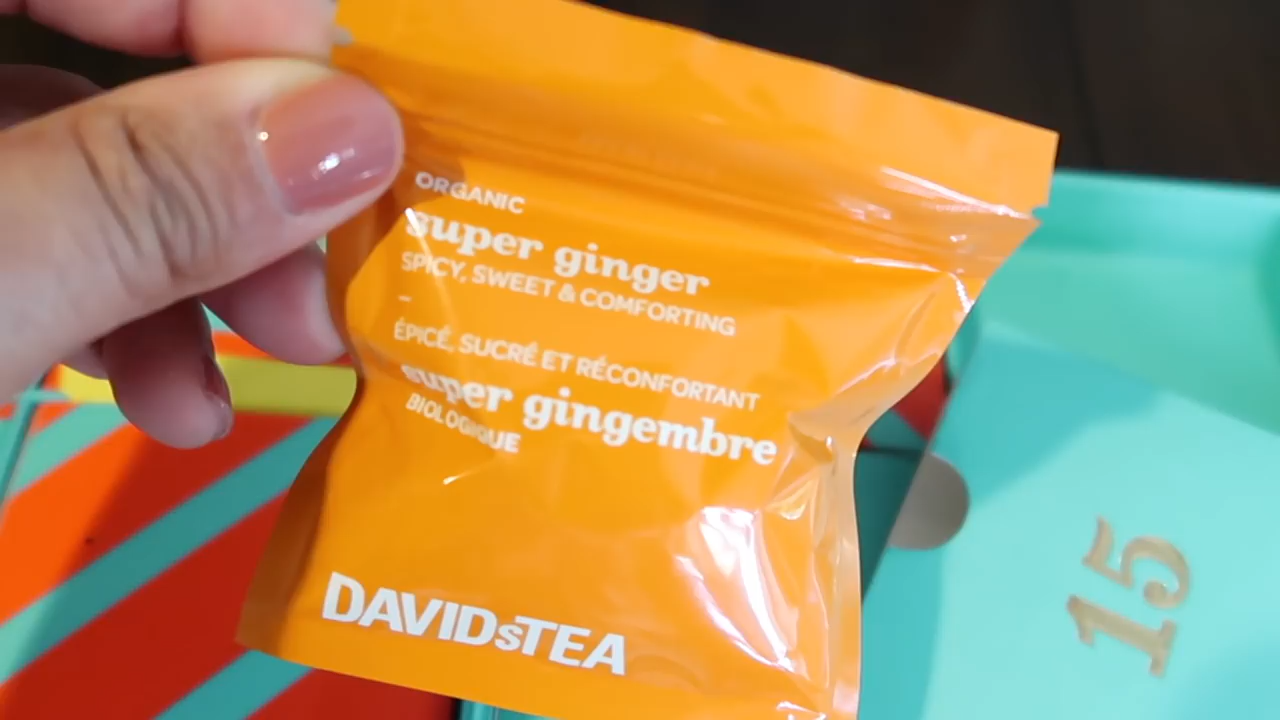 ORGANIC
super ginger
SPICY, SWEET & COMFORTING
–
ÉPICÉ, SUCRÉ ET RÉCONFORTANT
super gingembre
BIOLOGIQUE
DAVIDsTEA
15